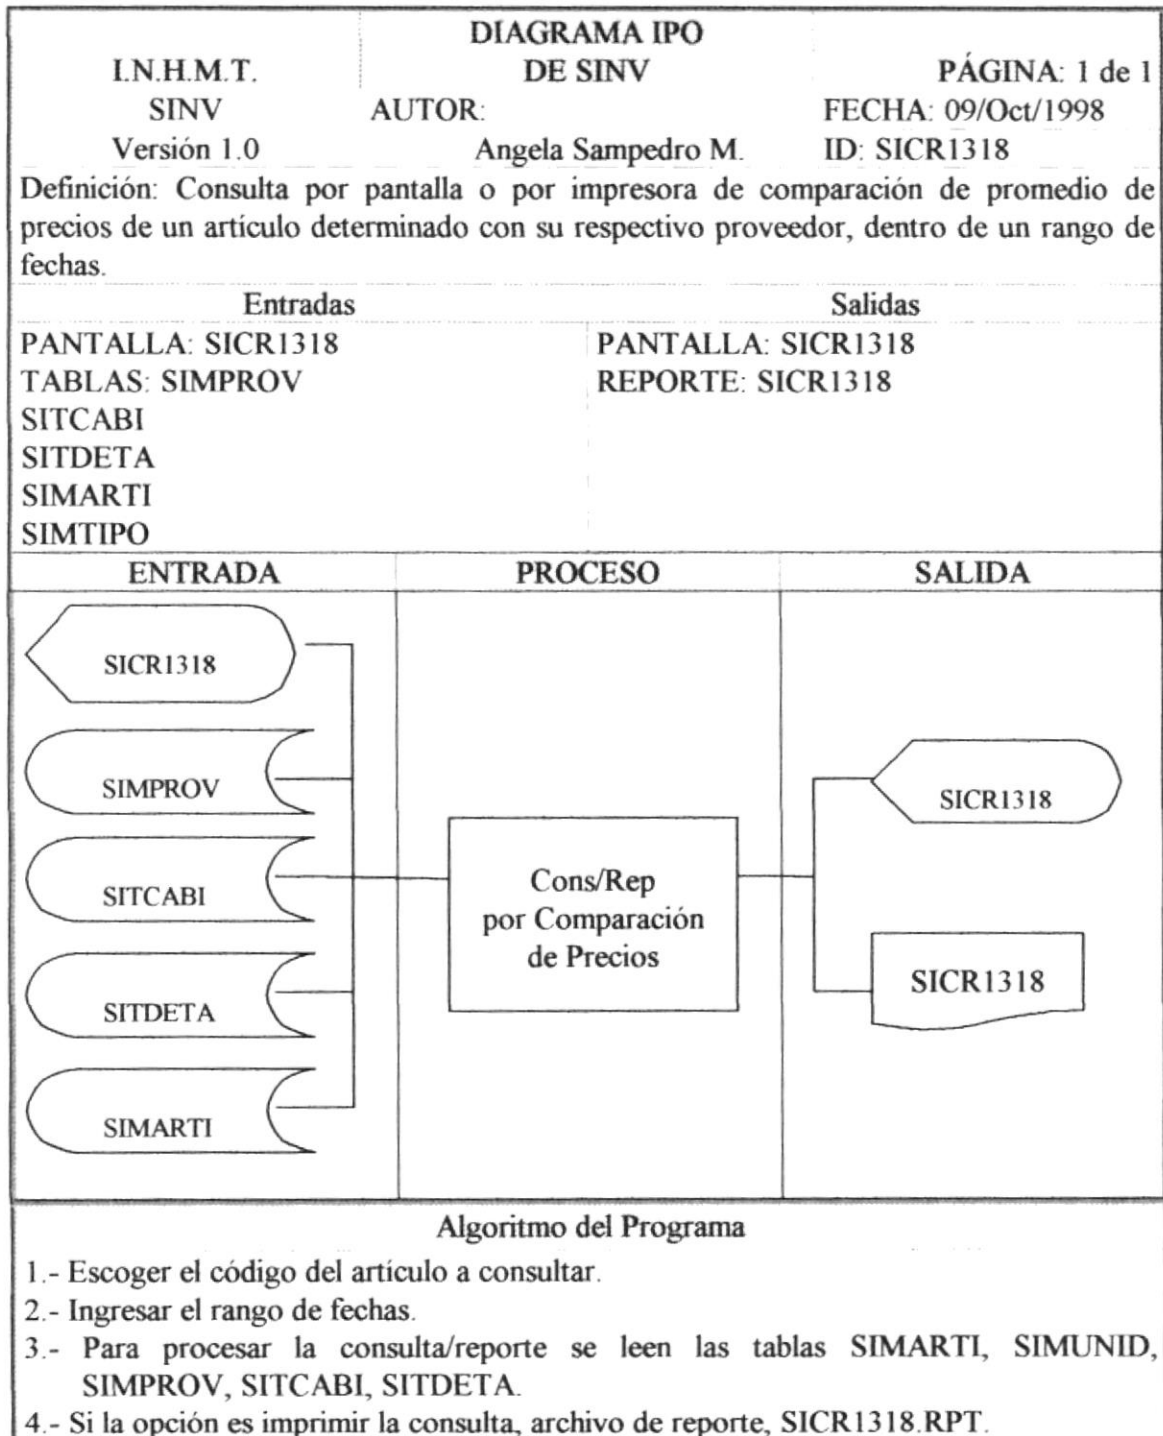 DIAGRAMA IPO
I.N.H.M.T. DE SINV PÁGINA: 1 de 1
SINV AUTOR: FECHA: 09/Oct/1998
Versión 1.0 Angela Sampedro M. ID: SICR1318
Definición: Consulta por pantalla o por impresora de comparación de promedio de
precios de un artículo determinado con su respectivo proveedor, dentro de un rango de
fechas.
Entradas Salidas
PANTALLA: SICR1318 PANTALLA: SICR1318
TABLAS: SIMPROV REPORTE: SICR1318
SITCABI
SITDETA
SIMARTI
SIMTIPO
ENTRADA PROCESO SALIDA
SICR1318
SIMPROV
SITCABI
SITDETA
SIMARTI
Cons/Rep
por Comparación
de Precios
SICR1318
SICR1318
Algoritmo del Programa
1.- Escoger el código del artículo a consultar.
2.- Ingresar el rango de fechas.
3.- Para procesar la consulta/reporte se leen las tablas SIMARTI, SIMUNID,
SIMPROV, SITCABI, SITDETA.
4.- Si la opción es imprimir la consulta, archivo de reporte, SICR1318.RPT.